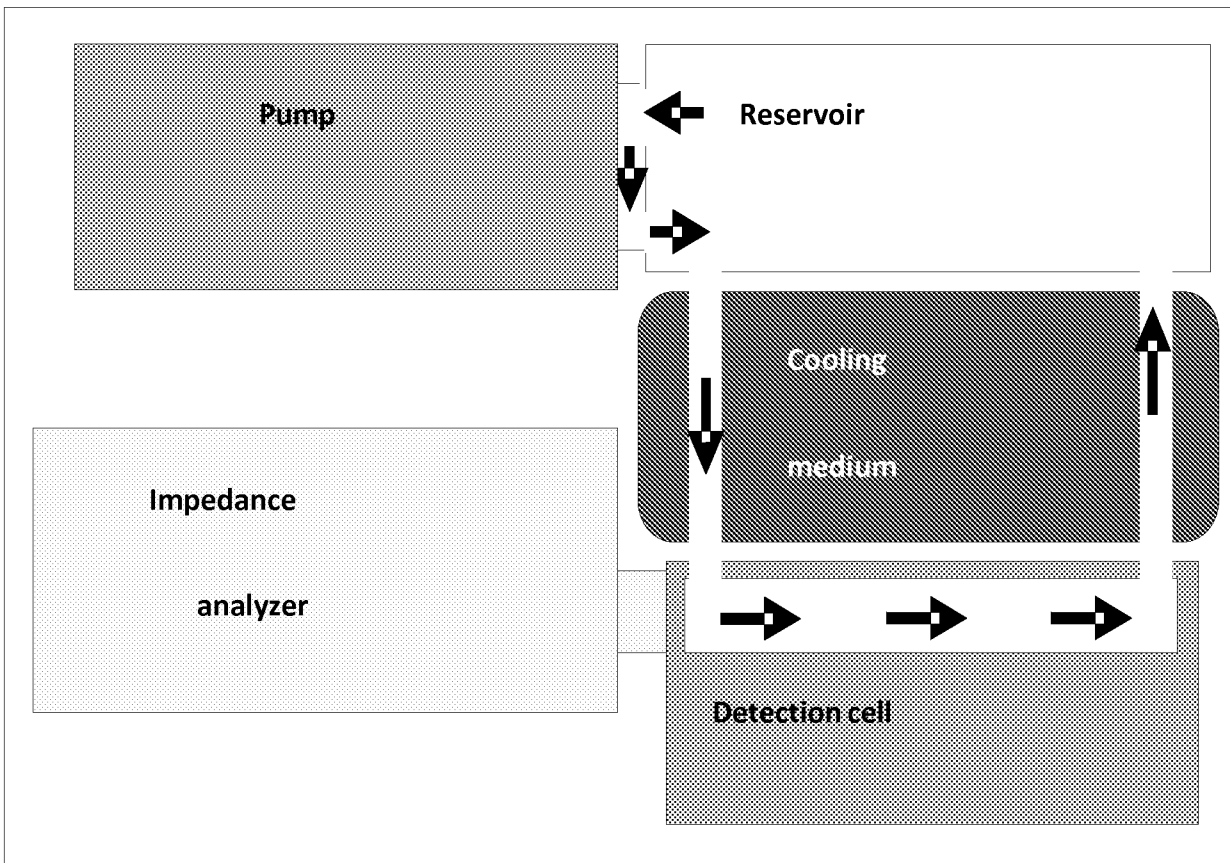 Pump
Reservoir
Cooling
medium
Impedance
analyzer
Detection cell